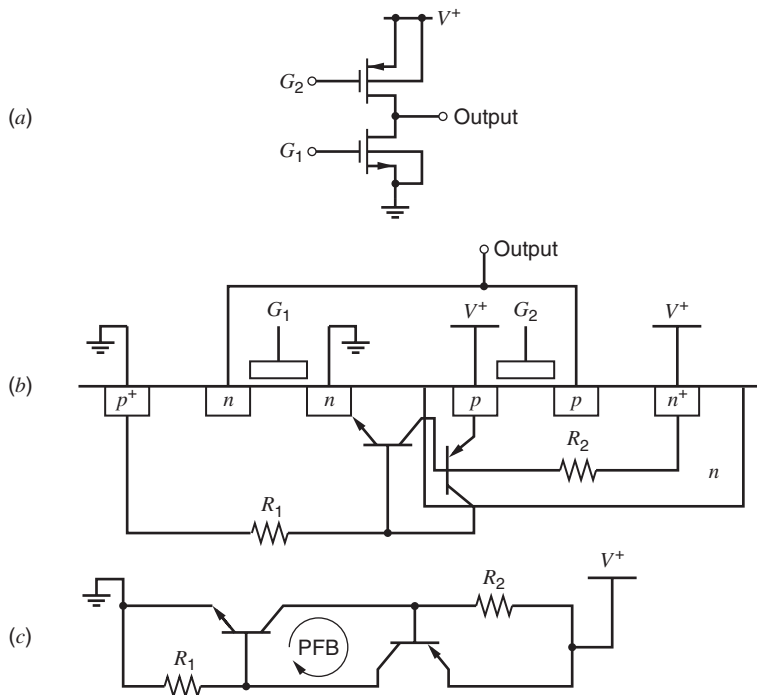 (a)
V+
G2
Output
G1
(b)
Output
G1
V+
G2
V+
p+
n
n
p
p
n+
R2
n
R1
(c)
V+
R2
PFB
R1